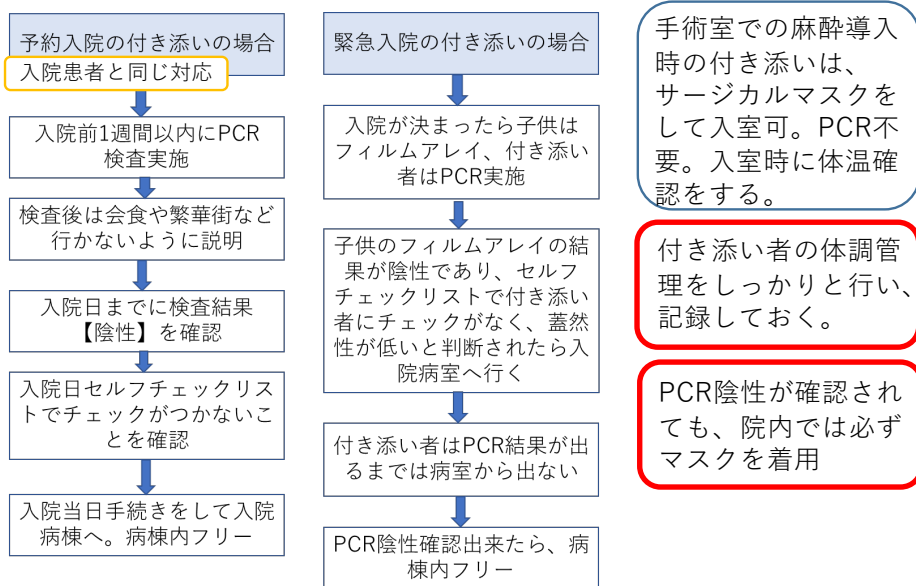 予約入院の付き添いの場合
入院患者と同じ対応
入院前1週間以内にPCR
検査実施
検査後は会食や繁華街など
行かないように説明
入院日までに検査結果
【陰性】を確認
入院日セルフチェックリス
トでチェックがつかないこ
とを確認
入院当日手続きをして入院
病棟へ。病棟内フリー
緊急入院の付き添いの場合
入院が決まったら子供は
フィルムアレイ、付き添い
者はPCR実施
子供のフィルムアレイの結
果が陰性であり、セルフ
チェックリストで付き添い
者にチェックがなく、蓋然
性が低いと判断されたら入
院病室へ行く
付き添い者はPCR結果が出
るまでは病室から出ない
PCR陰性確認出来たら、病
棟内フリー
手術室での麻酔導入
時の付き添いは、
サージカルマスクを
して入室可。PCR不
要。入室時に体温確
認をする。
付き添い者の体調管
理をしっかりと行い、
記録しておく。
PCR陰性が確認され
ても、院内では必ず
マスクを着用